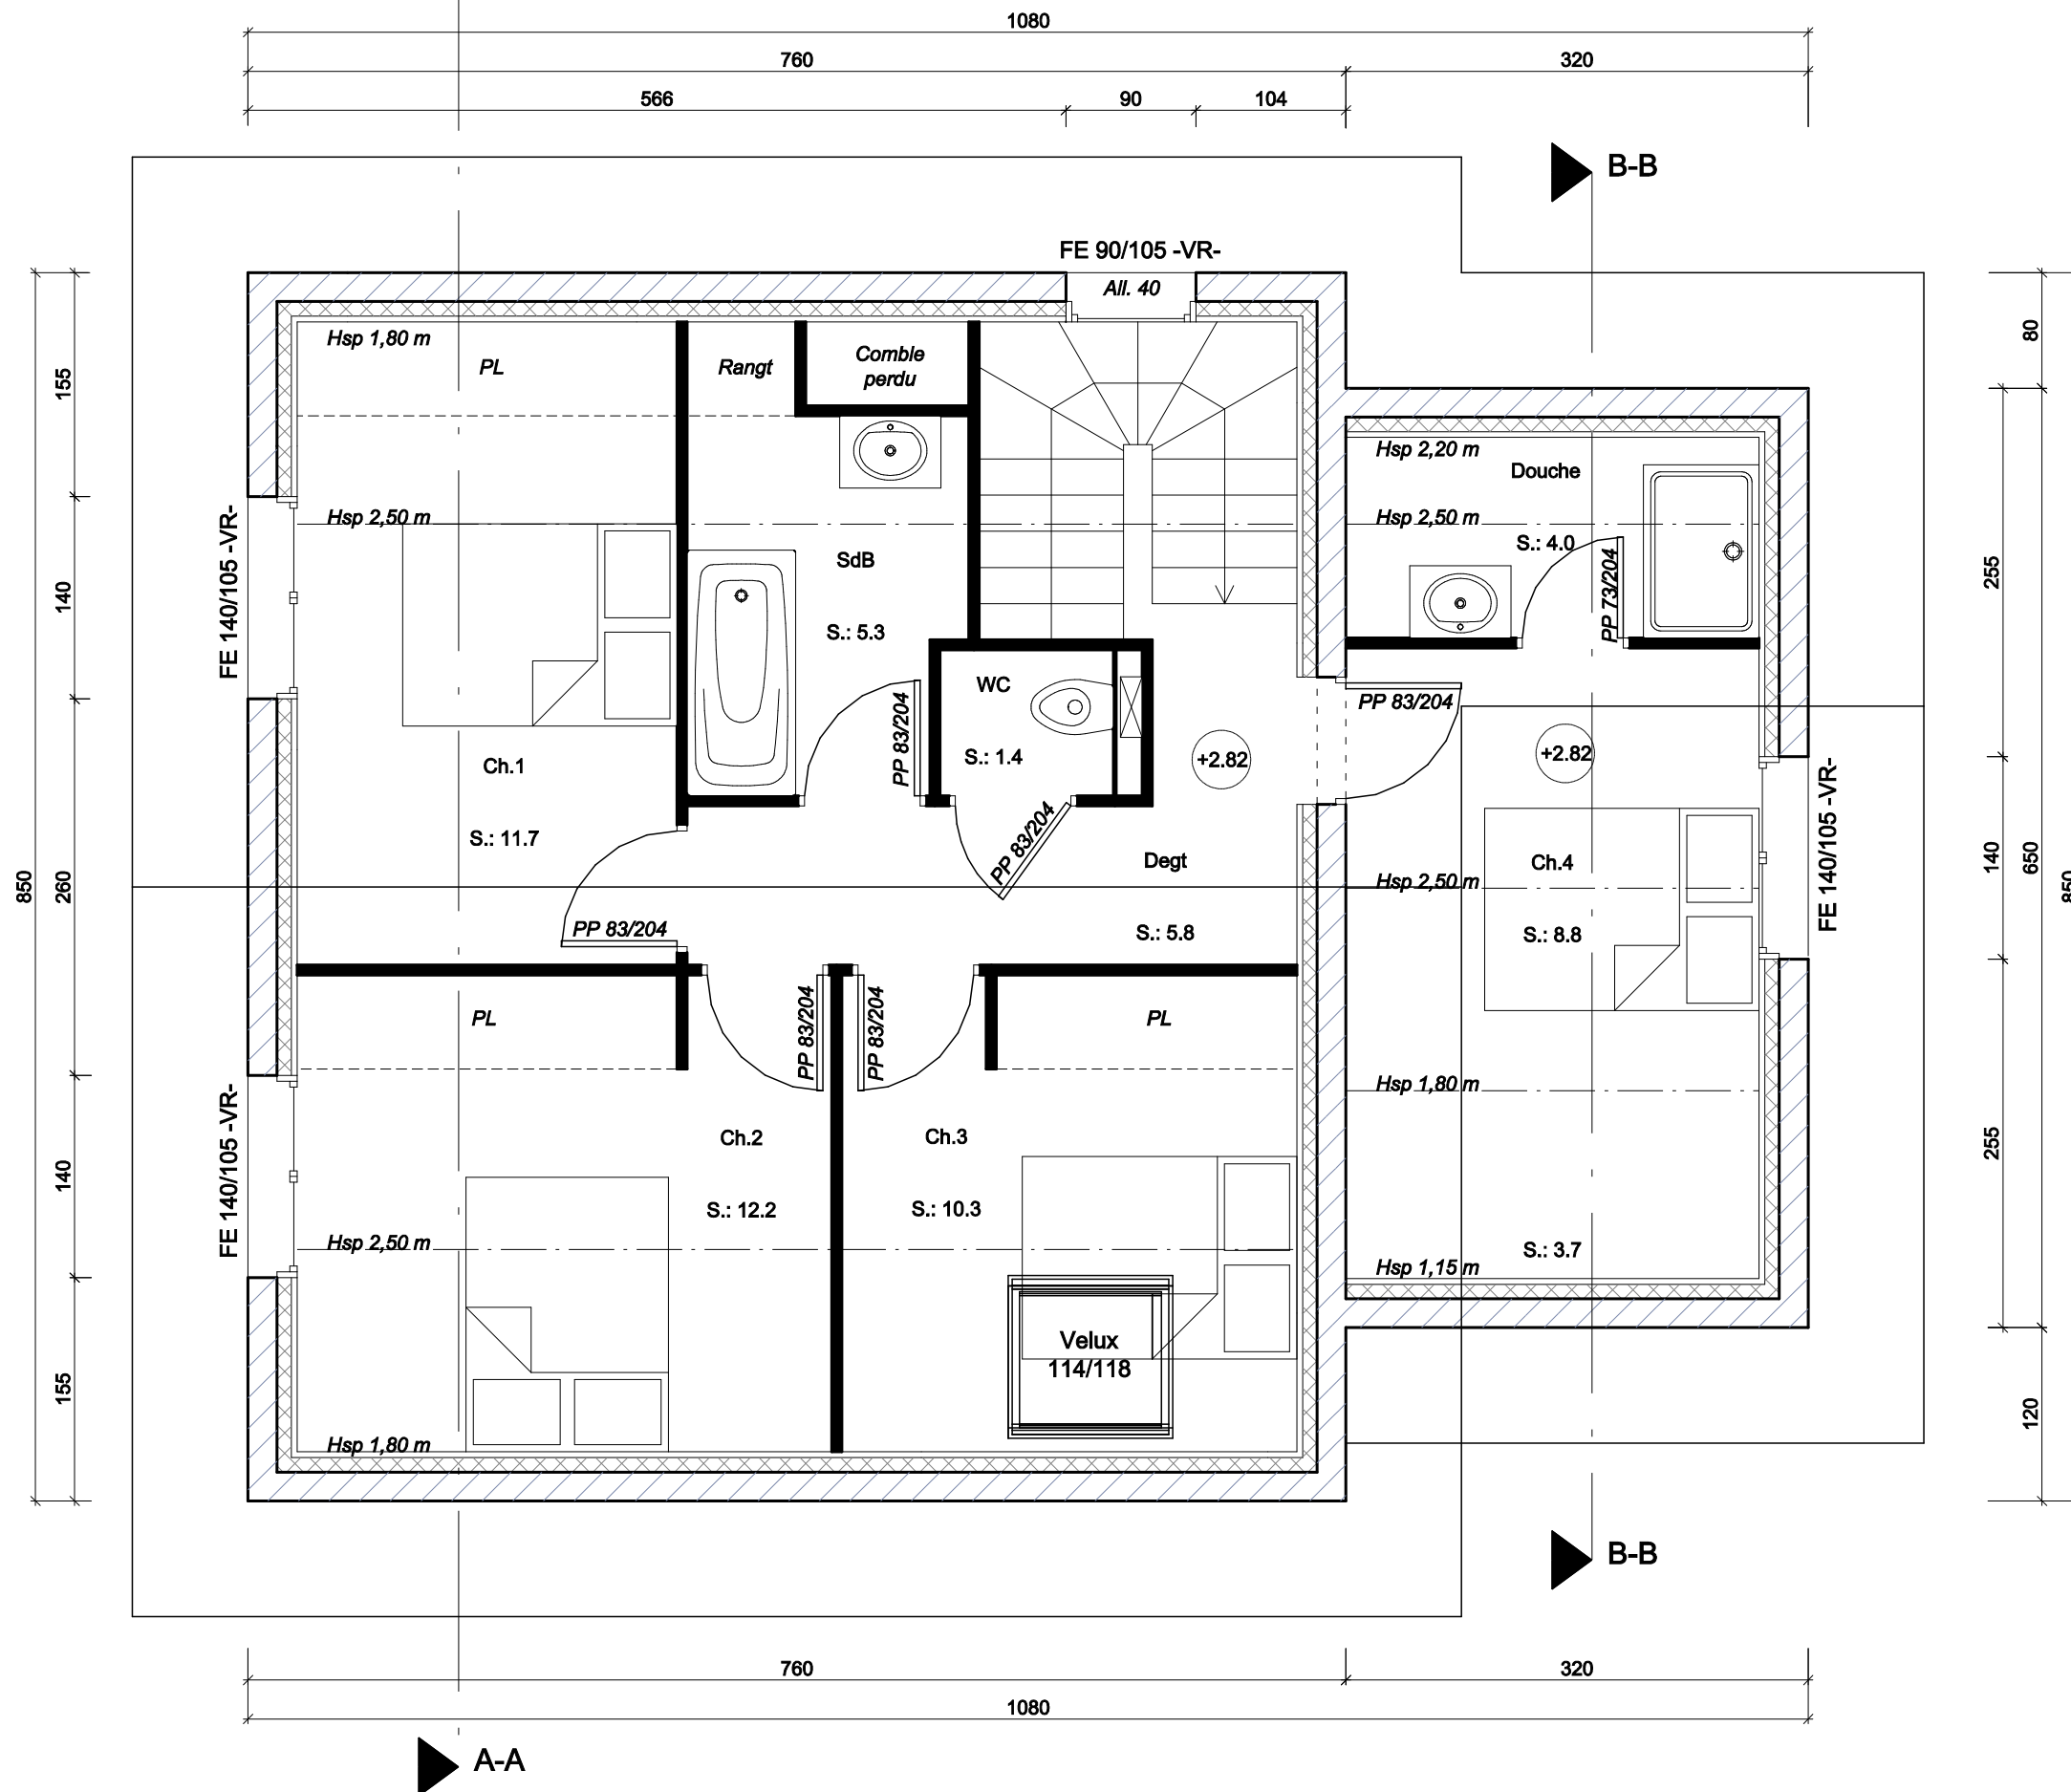 1080
760
320
566
90
104
B-B
FE 90/105 -VR-
All. 40
Hsp 1,80 m
PL
Rangt
Comble
perdu
Hsp 2,20 m
Douche
Hsp 2,50 m
Hsp 2,50 m
S.: 4.0
PP 73/204
SdB
S.: 5.3
FE 140/105 -VR-
WC
S.: 1.4
PP 83/204
PP 83/204
PP 83/204
+2.82
+2.82
Ch.1
S.: 11.7
PP 83/204
Degt
S.: 5.8
Ch.4
Hsp 2,50 m
S.: 8.8
FE 140/105 -VR-
PP 83/204
PP 83/204
PP 83/204
PL
PL
Hsp 1,80 m
FE 140/105 -VR-
Ch.2
S.: 12.2
Ch.3
S.: 10.3
Hsp 2,50 m
S.: 3.7
Hsp 1,15 m
Velux
114/118
Hsp 1,80 m
850
155
140
260
140
155
255
140
255
80
650
120
850
B-B
760
320
1080
A-A